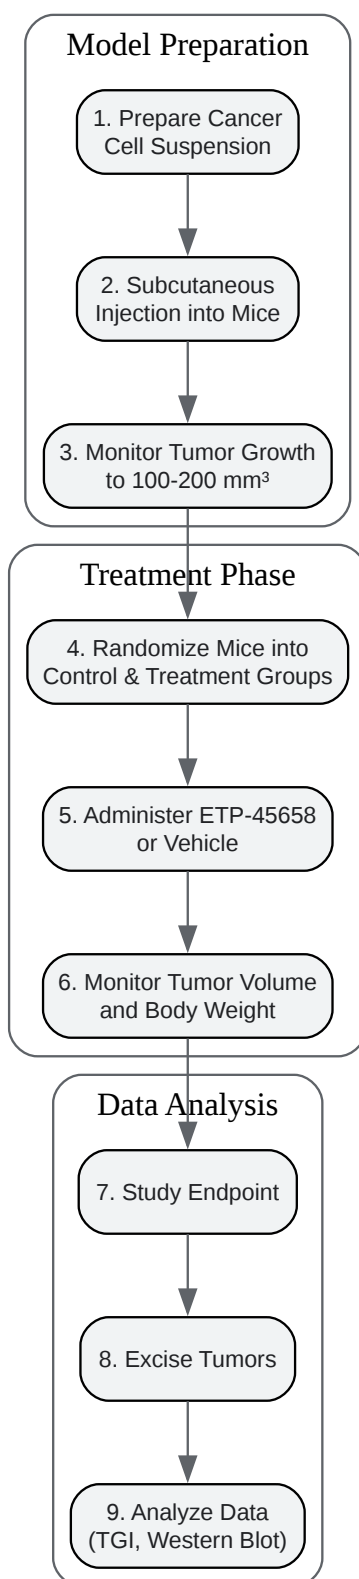 Model Preparation
1. Prepare Cancer
Cell Suspension
2. Subcutaneous
Injection into Mice
3. Monitor Tumor Growth
to 100-200 mm³
Treatment Phase
4. Randomize Mice into
Control & Treatment Groups
5. Administer ETP-45658
or Vehicle
6. Monitor Tumor Volume
and Body Weight
Data Analysis
7. Study Endpoint
8. Excise Tumors
9. Analyze Data
(TGI, Western Blot)